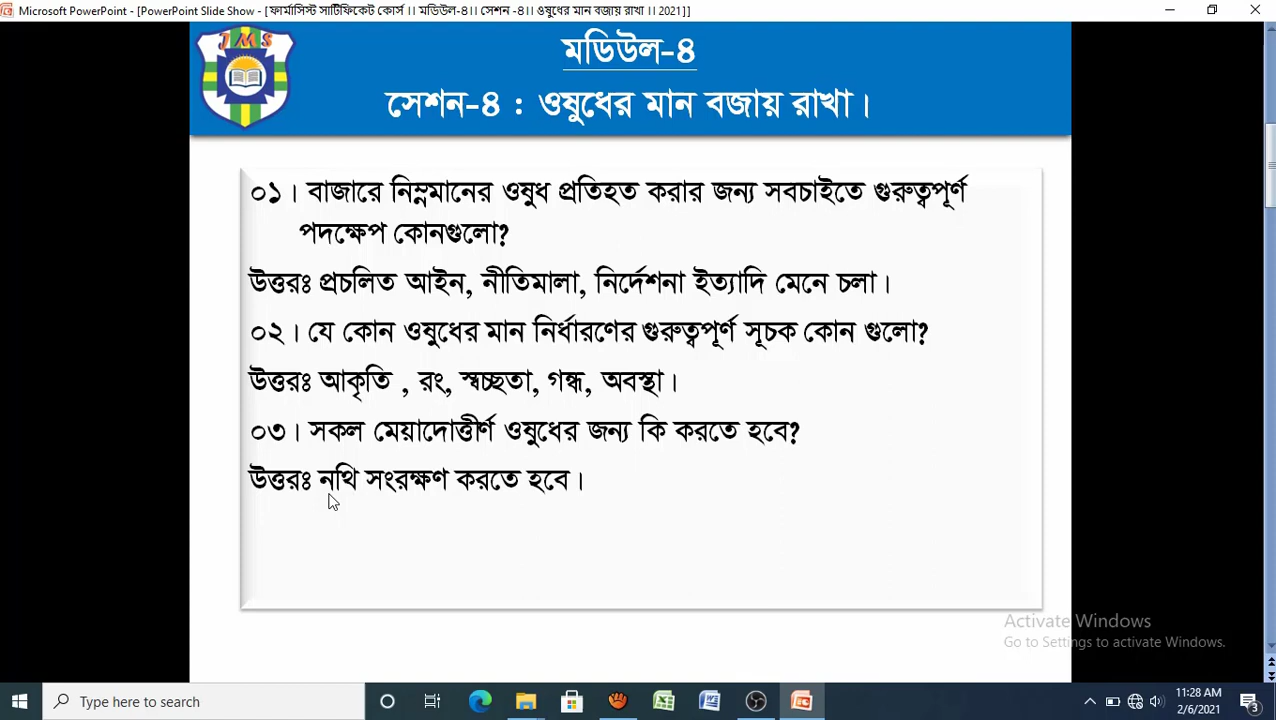 Microsoft PowerPoint - [PowerPoint Slide Show - [ফার্মাসিস্ট সার্টিফিকেট কোর্স ।। মডিউল-৪।। সেশন -৪।। ওষুধের মান বজায় রাখা ।। 2021]]
JMS
মডিউল-৪
সেশন-৪ : ওষুধের মান বজায় রাখা।
০১। বাজারে নিম্নমানের ওষুধ প্রতিহত করার জন্য সবচাইতে গুরুত্বপূর্ণ
পদক্ষেপ কোনগুলো?
উত্তরঃ প্রচলিত আইন, নীতিমালা, নির্দেশনা ইত্যাদি মেনে চলা।
০২। যে কোন ওষুধের মান নির্ধারণের গুরুত্বপূর্ণ সূচক কোন গুলো?
উত্তরঃ আকৃতি , রং, স্বচ্ছতা, গন্ধ, অবস্থা।
০৩। সকল মেয়াদোত্তীর্ণ ওষুধের জন্য কি করতে হবে?
উত্তরঃ নথি সংরক্ষণ করতে হবে।
Activate Windows
Go to Settings to activate Windows.
Type here to search
11:28 AM
2/6/2021
3